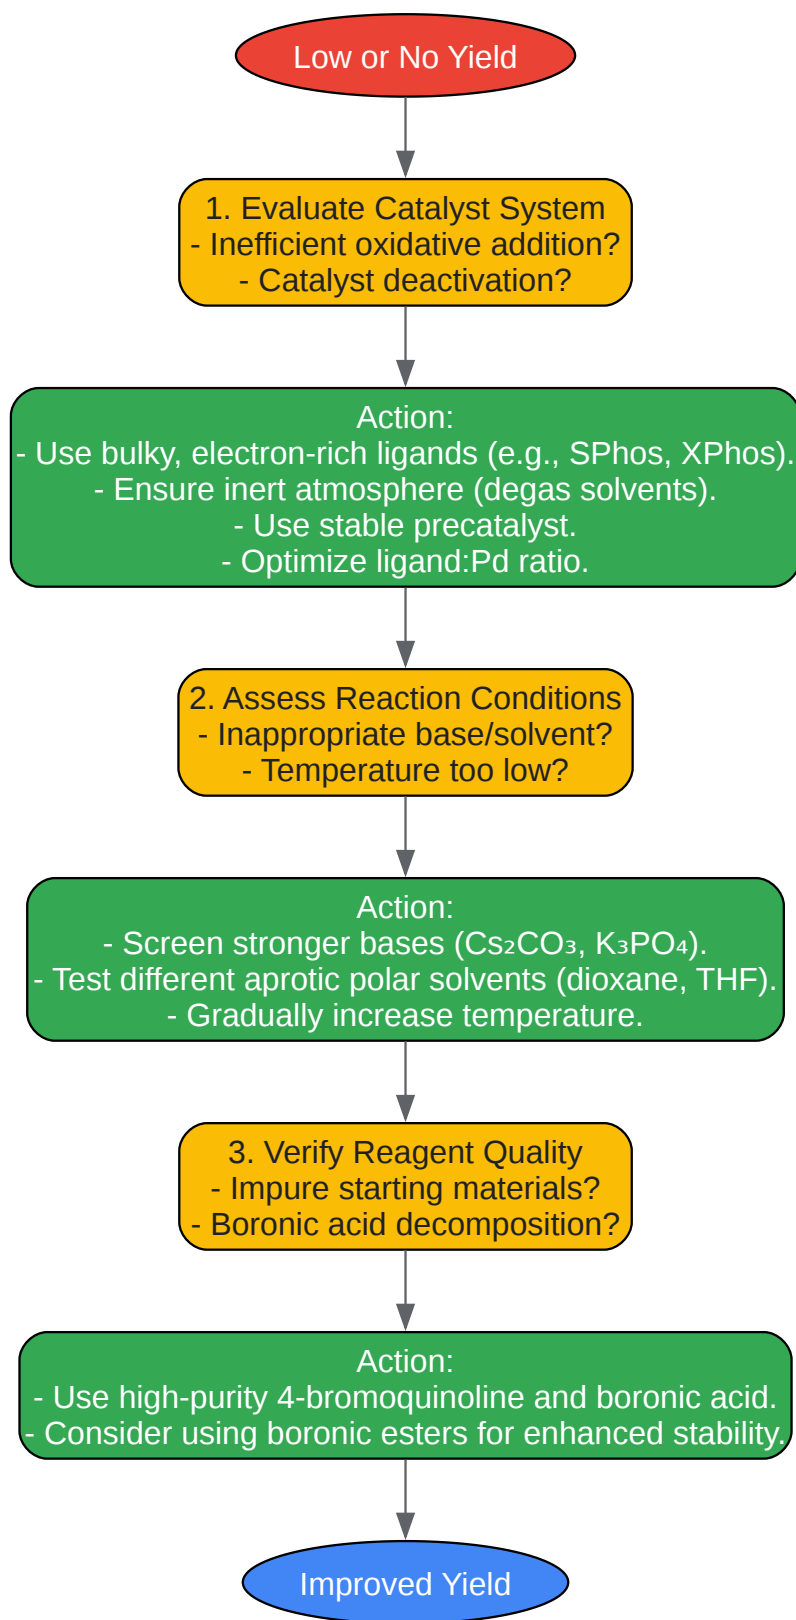 Low or No Yield
1. Evaluate Catalyst System
- Inefficient oxidative addition?
- Catalyst deactivation?
Action:
- Use bulky, electron-rich ligands (e.g., SPhos, XPhos).
- Ensure inert atmosphere (degas solvents).
- Use stable precatalyst.
- Optimize ligand:Pd ratio.
2. Assess Reaction Conditions
- Inappropriate base/solvent?
- Temperature too low?
Action:
- Screen stronger bases (Cs₂CO₃, K₃PO₄).
- Test different aprotic polar solvents (dioxane, THF).
- Gradually increase temperature.
3. Verify Reagent Quality
- Impure starting materials?
- Boronic acid decomposition?
Action:
- Use high-purity 4-bromoquinoline and boronic acid.
- Consider using boronic esters for enhanced stability.
Improved Yield